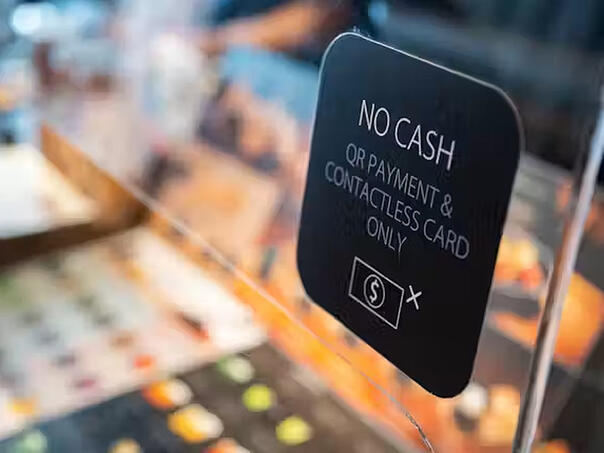 NO CASH
QR PAYMENT &
CONTACTLESS CARD
ONLY
$